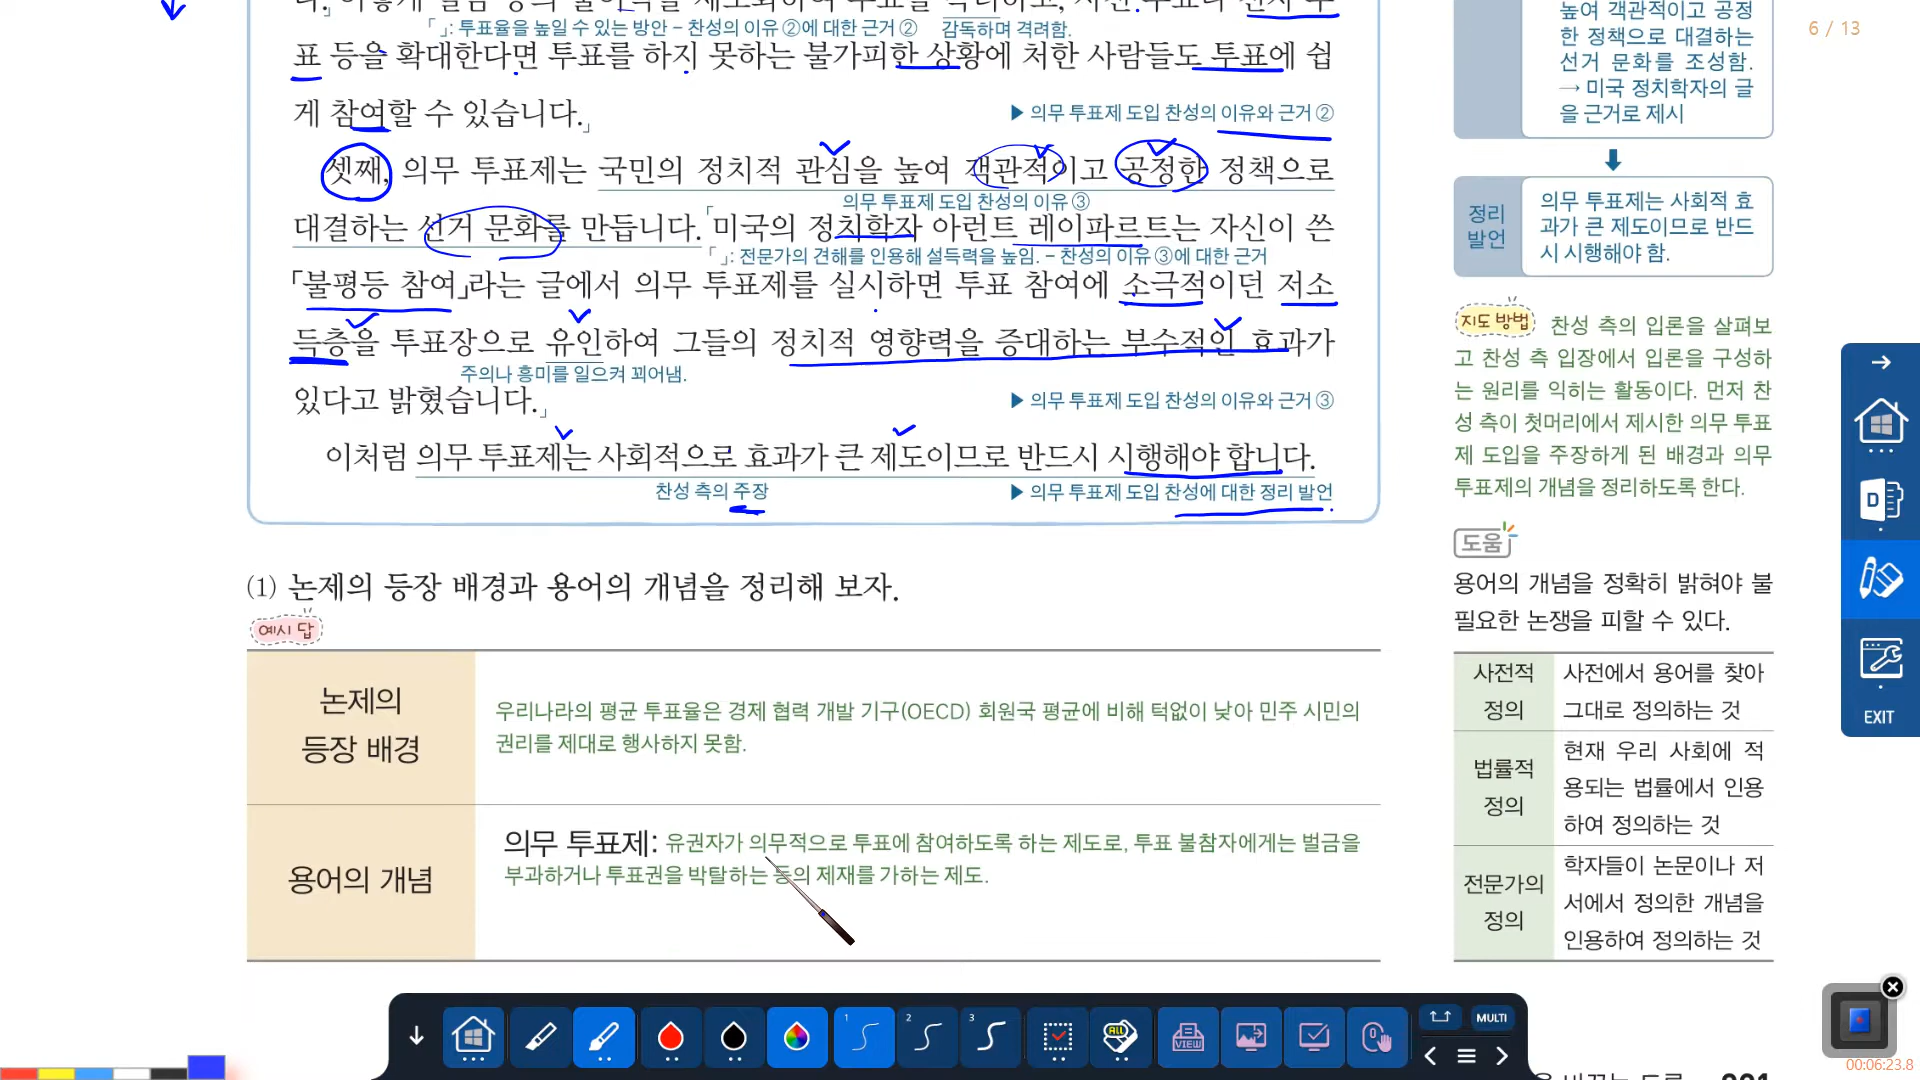 「」: 투표율을 높일 수 있는 방안 – 찬성의 이유 ②에 대한 근거 ② 감독하며 격려함.
표 등을 확대한다면 투표를 하지 못하는 불가피한 상황에 처한 사람들도 투표에 쉽
게 참여할 수 있습니다.」
▶ 의무 투표제 도입 찬성의 이유와 근거 ②
셋째, 의무 투표제는 국민의 정치적 관심을 높여 객관적이고 공정한 정책으로
의무 투표제 도입 찬성의 이유 ③
대결하는 선거 문화를 만듭니다. 「미국의 정치학자 아런트 레이파르트는 자신이 쓴
「」: 전문가의 견해를 인용해 설득력을 높임. – 찬성의 이유 ③에 대한 근거
「불평등 참여」라는 글에서 의무 투표제를 실시하면 투표 참여에 소극적이던 저소
득층을 투표장으로 유인하여 그들의 정치적 영향력을 증대하는 부수적인 효과가
주의나 흥미를 일으켜 꾀어냄.
있다고 밝혔습니다.」
▶ 의무 투표제 도입 찬성의 이유와 근거 ③
이처럼 의무 투표제는 사회적으로 효과가 큰 제도이므로 반드시 시행해야 합니다.
찬성 측의 주장
▶ 의무 투표제 도입 찬성에 대한 정리 발언
(1) 논제의 등장 배경과 용어의 개념을 정리해 보자.
예시 답
논제의
등장 배경
우리나라의 평균 투표율은 경제 협력 개발 기구(OECD) 회원국 평균에 비해 턱없이 낮아 민주 시민의
권리를 제대로 행사하지 못함.
용어의 개념
의무 투표제: 유권자가 의무적으로 투표에 참여하도록 하는 제도로, 투표 불참자에게는 벌금을
부과하거나 투표권을 박탈하는 등의 제재를 가하는 제도.
높여 객관적이고 공정
한 정책으로 대결하는
선거 문화를 조성함.
→ 미국 정치학자의 글
을 근거로 제시
정리
발언
의무 투표제는 사회적 효
과가 큰 제도이므로 반드
시 시행해야 함.
지도 방법 찬성 측의 입론을 살펴보
고 찬성 측 입장에서 입론을 구성하
는 원리를 익히는 활동이다. 먼저 찬
성 측이 첫머리에서 제시한 의무 투표
제 도입을 주장하게 된 배경과 의무
투표제의 개념을 정리하도록 한다.
도움
용어의 개념을 정확히 밝혀야 불
필요한 논쟁을 피할 수 있다.
사전적
정의
사전에서 용어를 찾아
그대로 정의하는 것
법률적
정의
현재 우리 사회에 적
용되는 법률에서 인용
하여 정의하는 것
전문가의
정의
학자들이 논문이나 저
서에서 정의한 개념을
인용하여 정의하는 것
6 / 13
D
EXIT
1
2
3
ALL
VIEW
MULTI
00:06:23.8